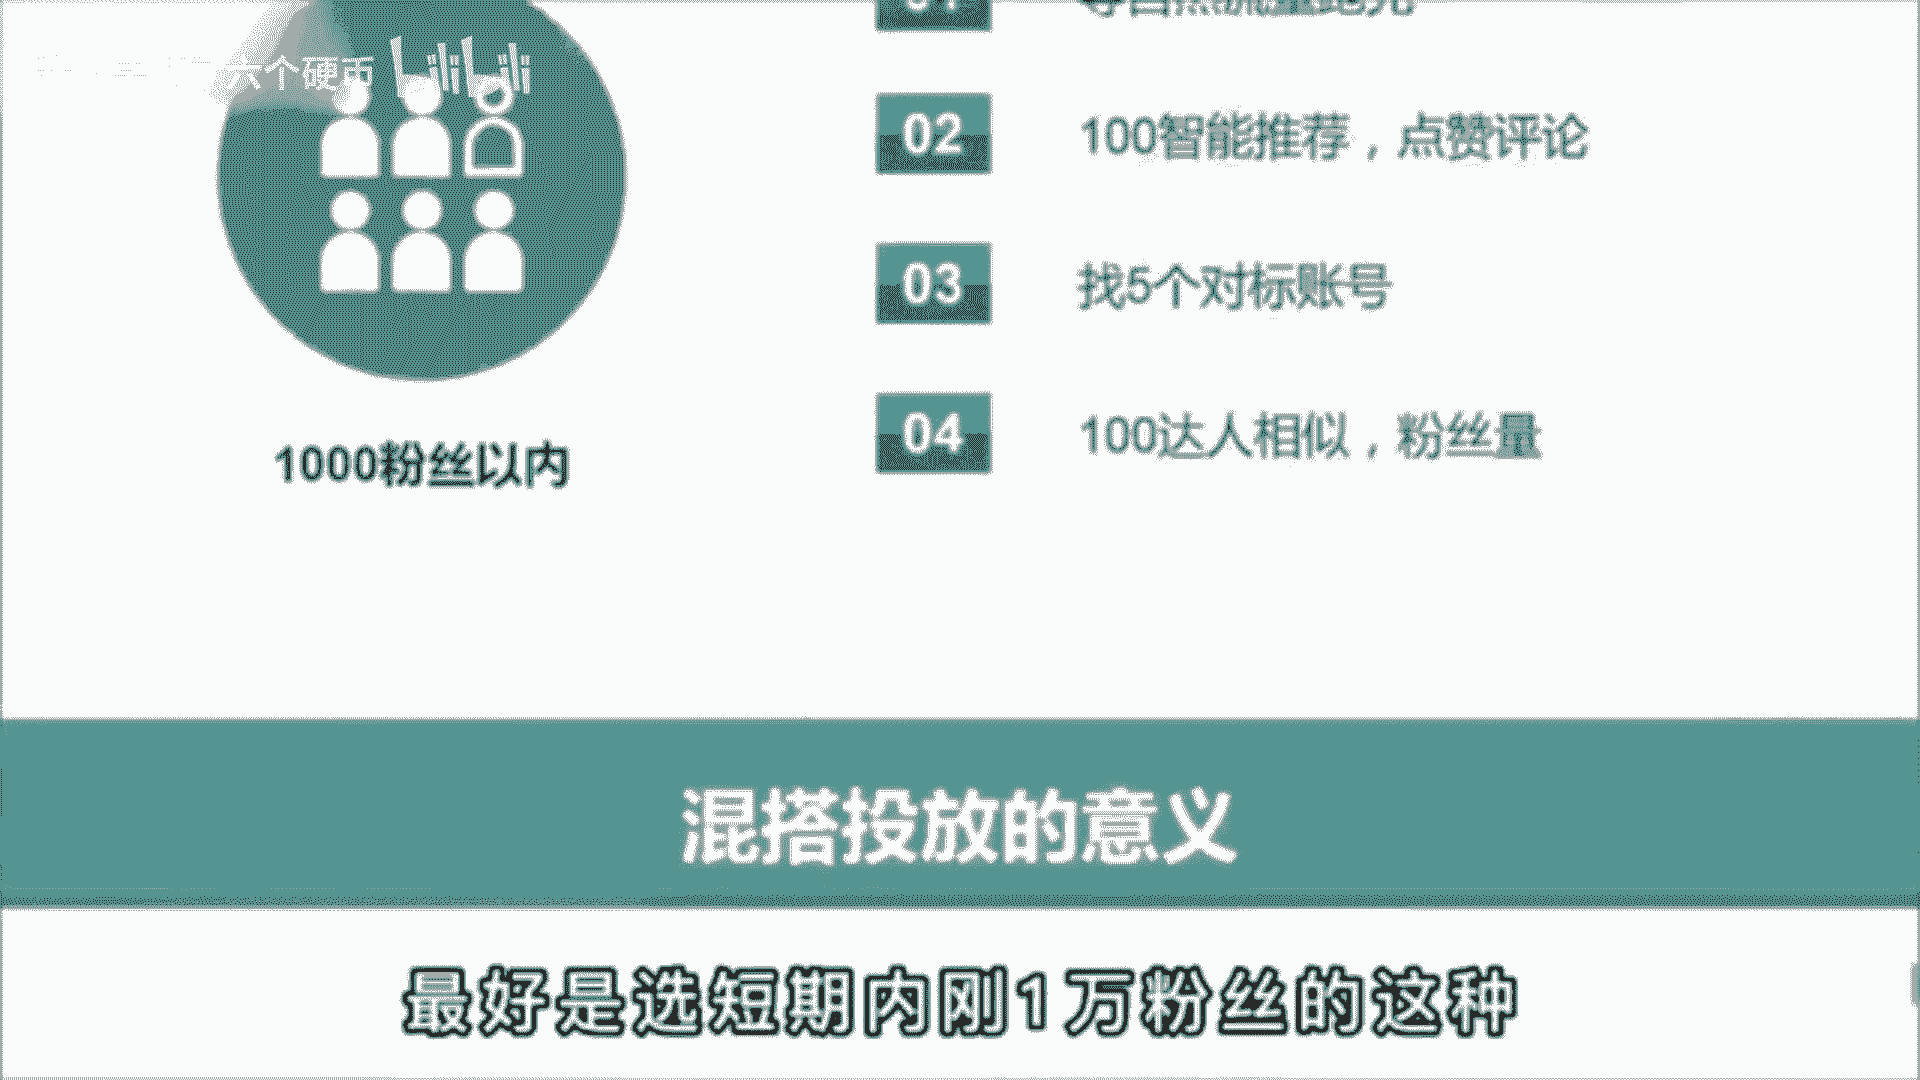 六个硬币 bilibili
02 100智能推荐，点赞评论
03 找5个对标账号
04 100达人相似，粉丝量
1000粉丝以内
混搭投放的意义
最好是选短期内刚1万粉丝的这种